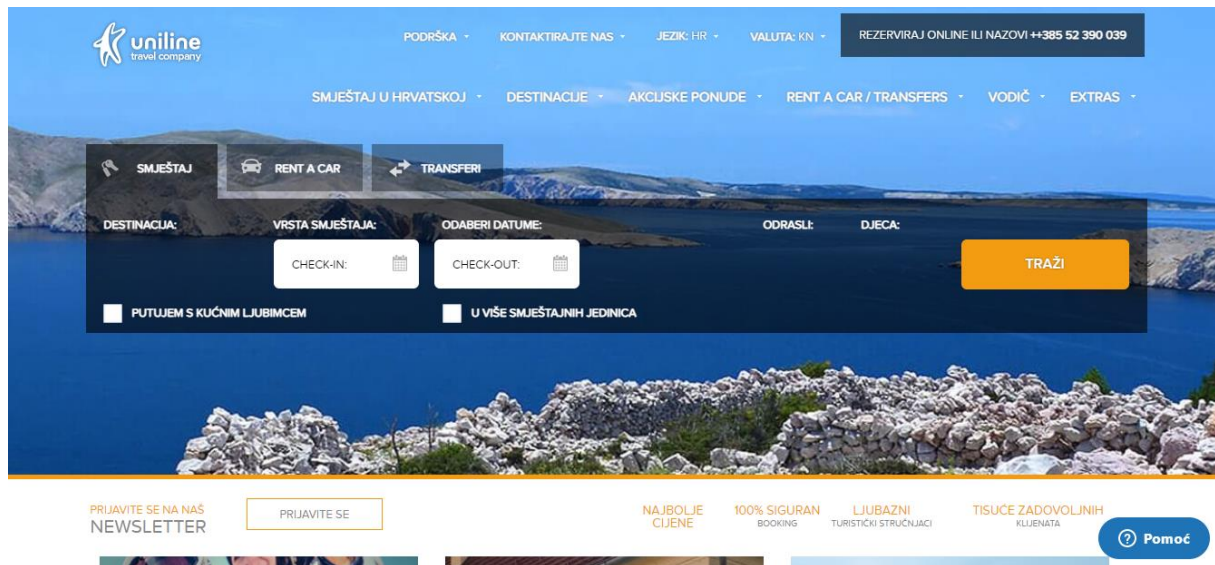 uniline
travel company
PODRŠKA
KONTAKTIRAJTE NAS
JEZIK: HR
VALUTA: KN
REZERVIRAJ ONLINE ILI NAZOVI ++385 52 390 039
SMJEŠTAJ U HRVATSKOJ
DESTINACIJE
AKCIJSKE PONUDE
RENT A CAR / TRANSFERS
VODIČ
EXTRAS
SMJEŠTAJ
RENT A CAR
TRANSFERI
DESTINACIJA:
VRSTA SMJEŠTAJA:
ODABERI DATUME:
ODRASLI:
DJECA:
CHECK-IN:
CHECK-OUT:
TRAŽI
PUTUJEM S KUĆNIM LJUBIMCEM
U VIŠE SMJEŠTAJNIH JEDINICA
PRIJAVITE SE NA NAŠ
NEWSLETTER
PRIJAVITE SE
NAJBOLJE
CIJENE
100% SIGURAN
BOOKING
LJUBAZNI
TURISTIČKI STRUČNJACI
TISUĆE ZADOVOLJNIH
KLIJENATA
Pomoć